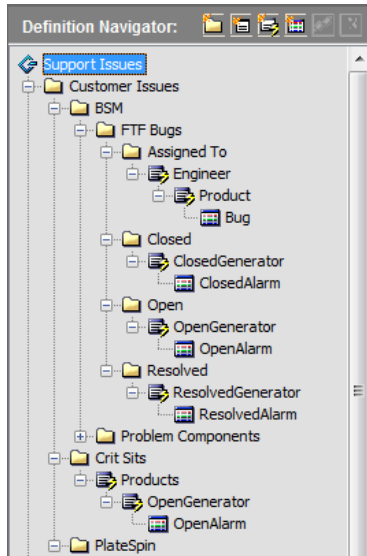 Definition Navigator:
Support Issues
Customer Issues
BSM
FTF Bugs
Assigned To
Engineer
Product
Bug
Closed
ClosedGenerator
ClosedAlarm
Open
OpenGenerator
OpenAlarm
Resolved
ResolvedGenerator
ResolvedAlarm
Problem Components
Crit Sits
Products
OpenGenerator
OpenAlarm
PlateSpin